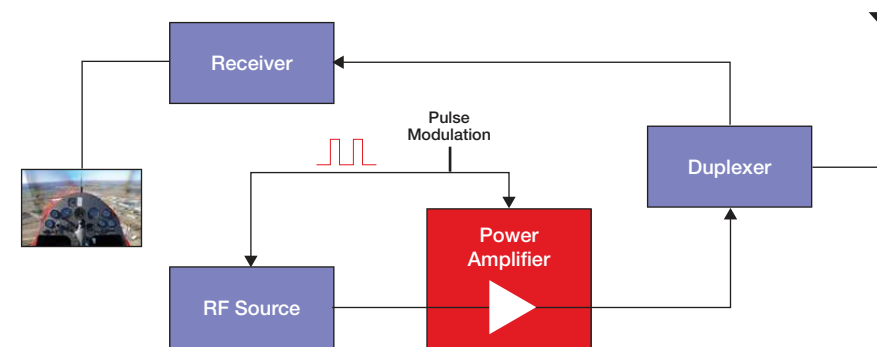 Receiver
Pulse
Modulation
Duplexer
Power
Amplifier
RF Source